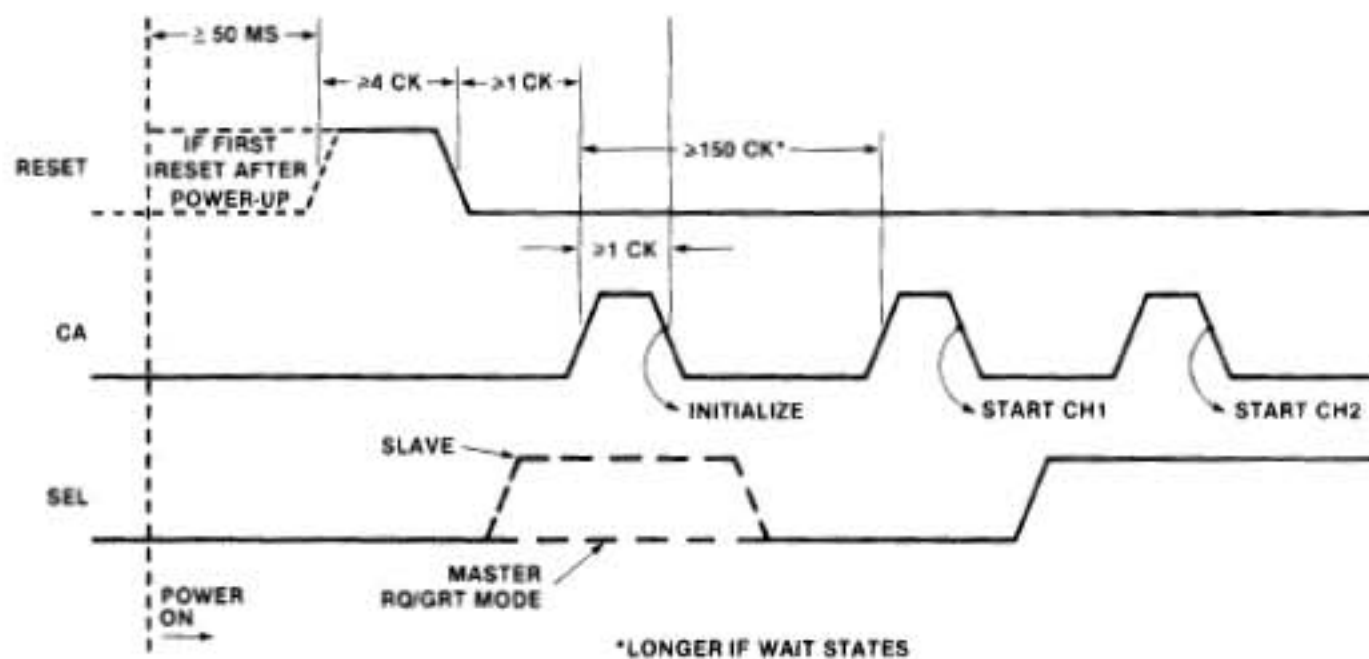 ≥ 50 MS
≥4 CK
≥1 CK
IF FIRST
RESET AFTER
POWER-UP
RESET
≥150 CK*
≥1 CK
CA
INITIALIZE
START CH1
START CH2
SLAVE
SEL
MASTER
RQ/GRT MODE
POWER
ON
*LONGER IF WAIT STATES